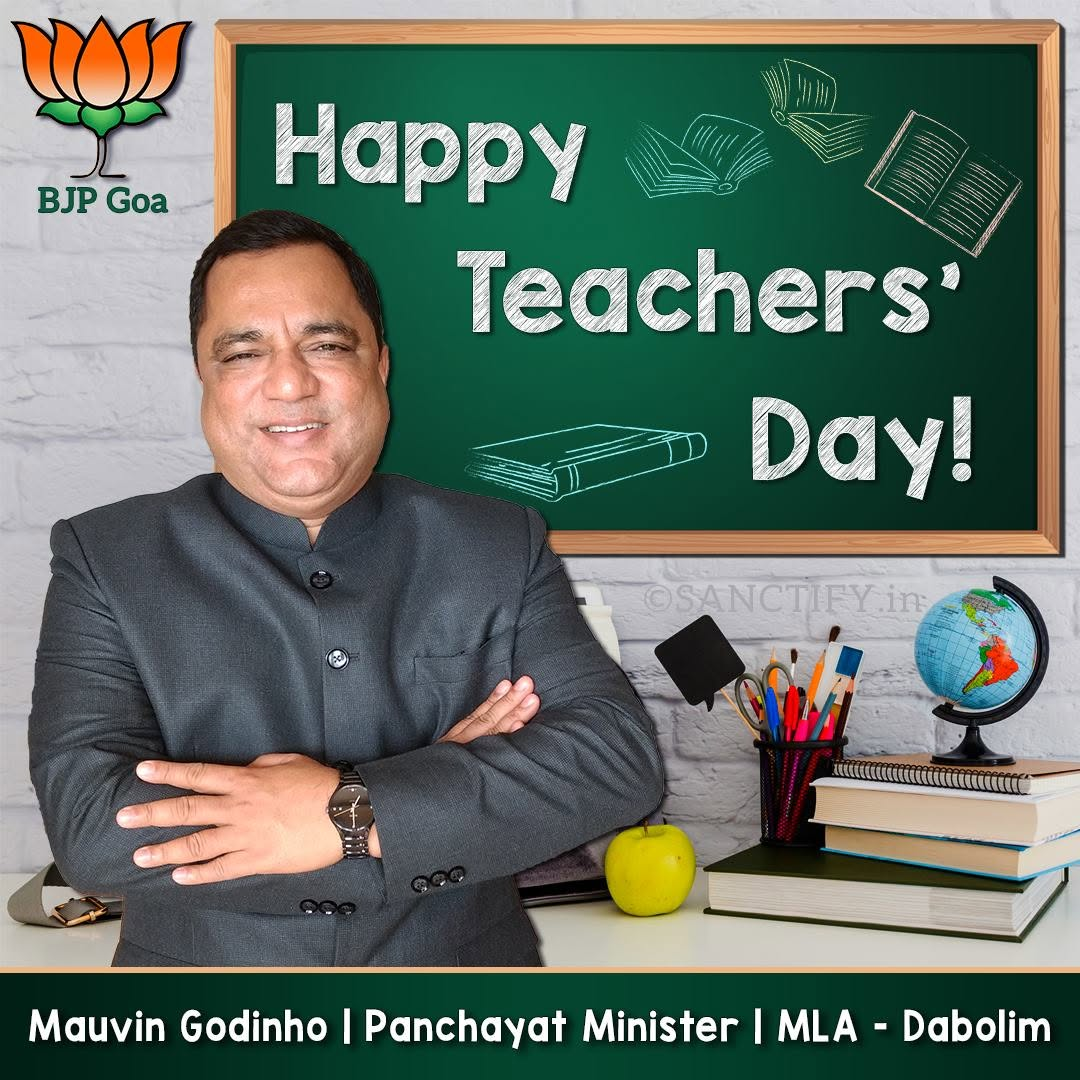 BJP Goa
Happy
Teachers'
Day!
©SANCTIFY.in
Mauvin Godinho | Panchayat Minister | MLA - Dabolim